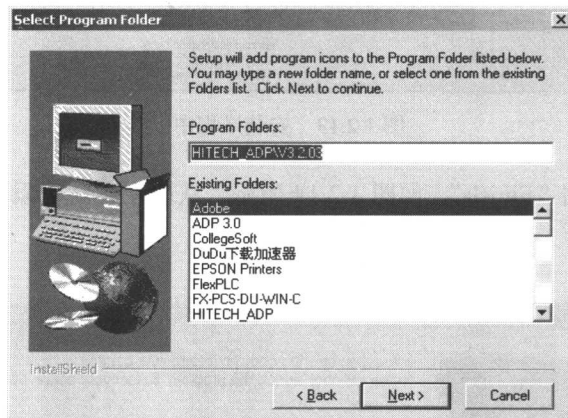 Select Program Folder
Setup will add program icons to the Program Folder listed below.
You may type a new folder name, or select one from the existing
Folders list. Click Next to continue.
Program Folders:
HITECH_ADP\V3.2.03
Existing Folders:
Adobe
ADP 3.0
CollegeSoft
DuDu下载加速器
EPSON Printers
FlexPLC
FX-PCS-DU-WIN-C
HITECH_ADP
InstallShield
< Back
Next >
Cancel